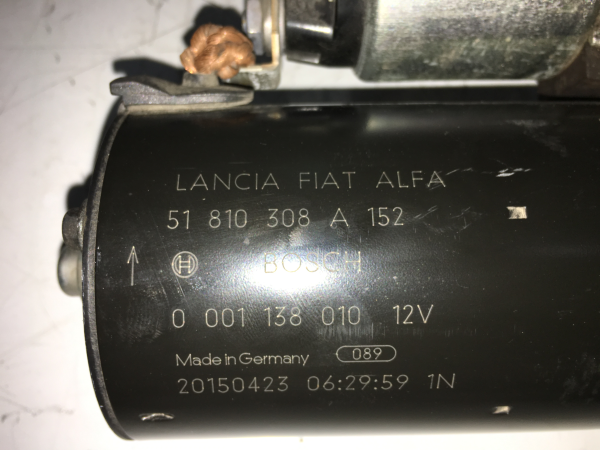 LANCIA FIAT ALFA
51 810 308 A 152
BOSCH
0 001 138 010 12V
Made in Germany 089
20150423 06:29:59 1N